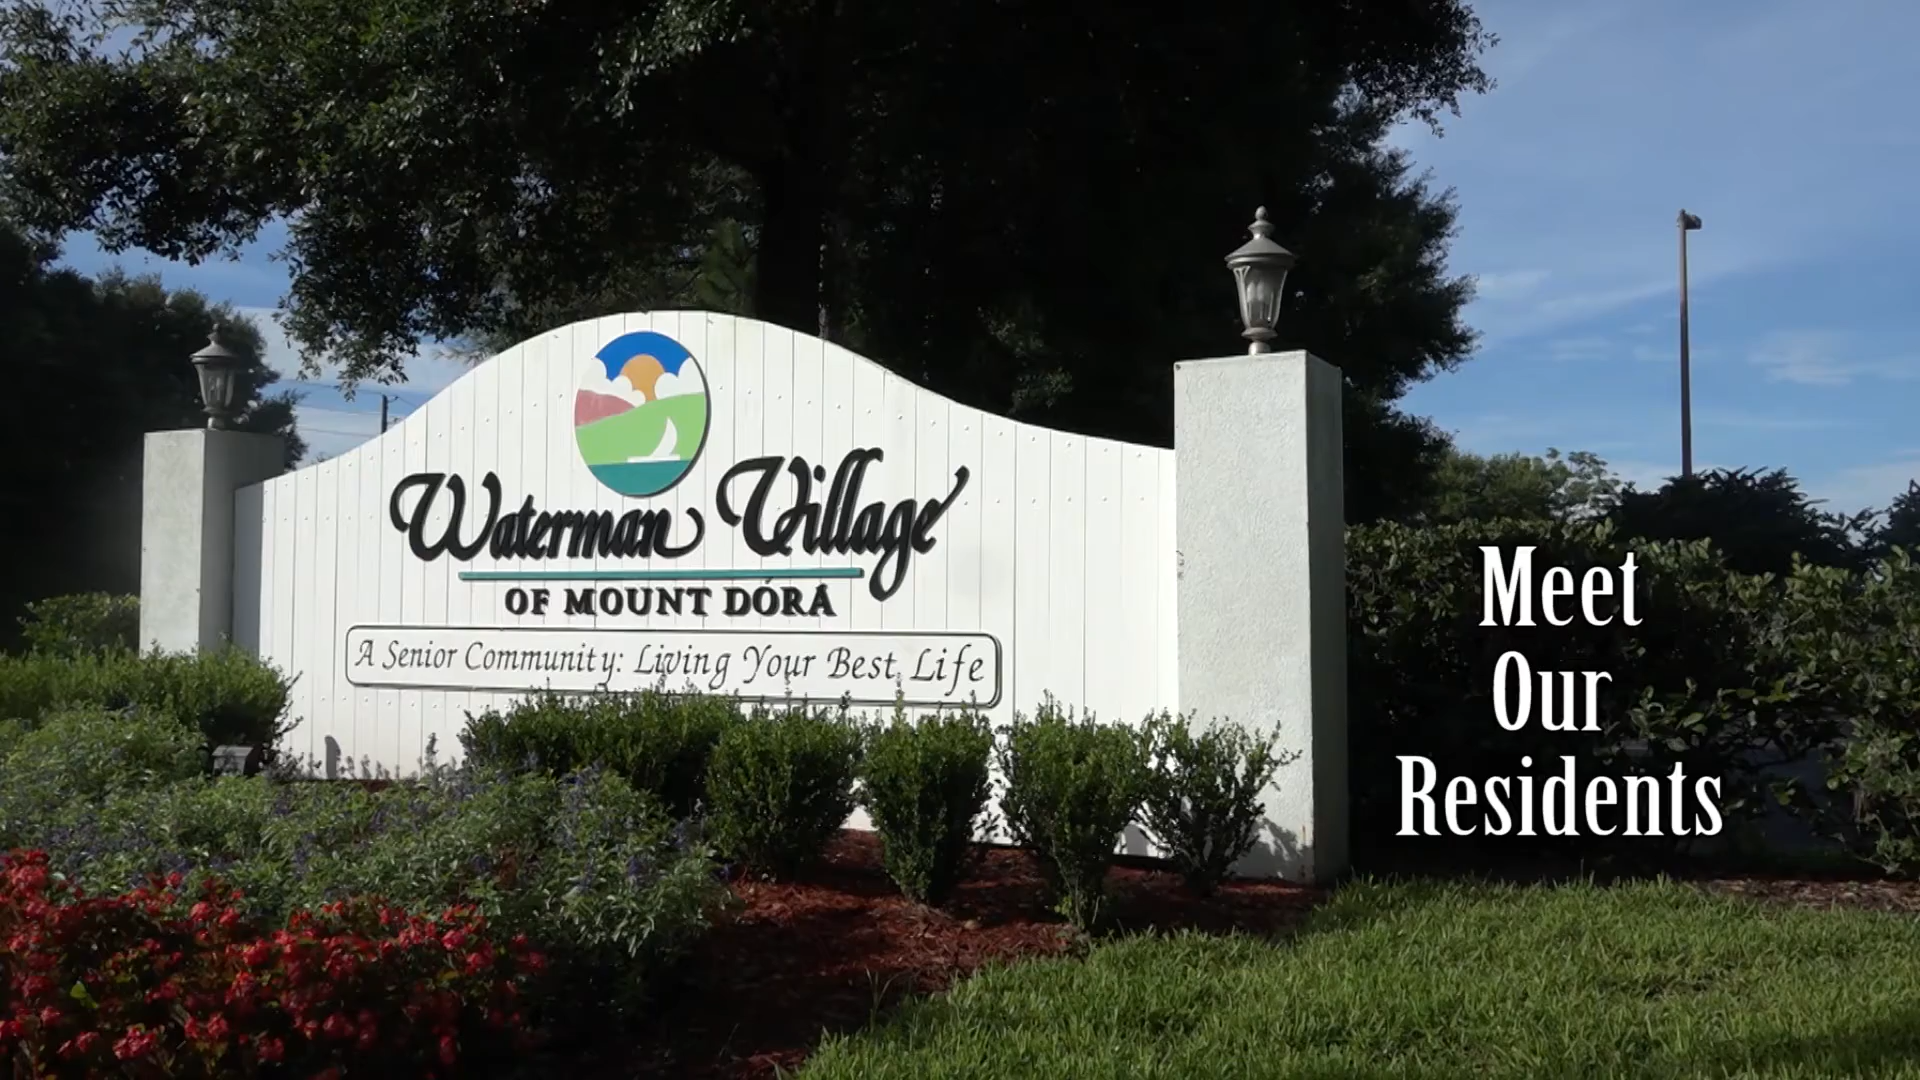 Waterman Village
OF MOUNT DORA
A Senior Community: Living Your Best Life
Meet
Our
Residents